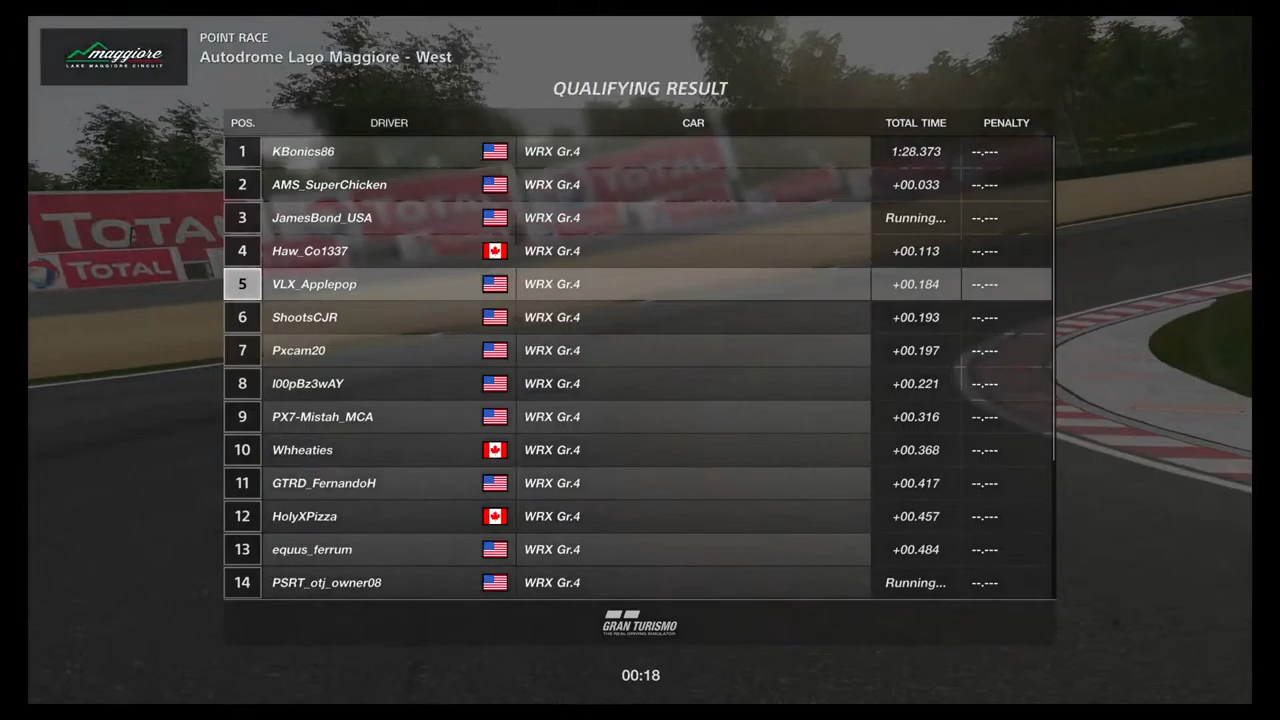 maggiore
LAKE MAGGIORE CIRCUIT
POINT RACE
Autodrome Lago Maggiore - West
QUALIFYING RESULT
POS. DRIVER CAR TOTAL TIME PENALTY
1 KBonics86 WRX Gr.4 1:28.373 --.---
2 AMS_SuperChicken WRX Gr.4 +00.033 --.---
3 JamesBond_USA WRX Gr.4 Running... --.---
4 Haw_Co1337 WRX Gr.4 +00.113 --.---
5 VLX_Applepop WRX Gr.4 +00.184 --.---
6 ShootsCJR WRX Gr.4 +00.193 --.---
7 Pxcam20 WRX Gr.4 +00.197 --.---
8 I00pBz3wAY WRX Gr.4 +00.221 --.---
9 PX7-Mistah_MCA WRX Gr.4 +00.316 --.---
10 Whheaties WRX Gr.4 +00.368 --.---
11 GTRD_FernandoH WRX Gr.4 +00.417 --.---
12 HolyXPizza WRX Gr.4 +00.457 --.---
13 equus_ferrum WRX Gr.4 +00.484 --.---
14 PSRT_otj_owner08 WRX Gr.4 Running... --.---
TOTAL
TOTAL
TOTAL
GRAN TURISMO
THE REAL DRIVING SIMULATOR
00:18